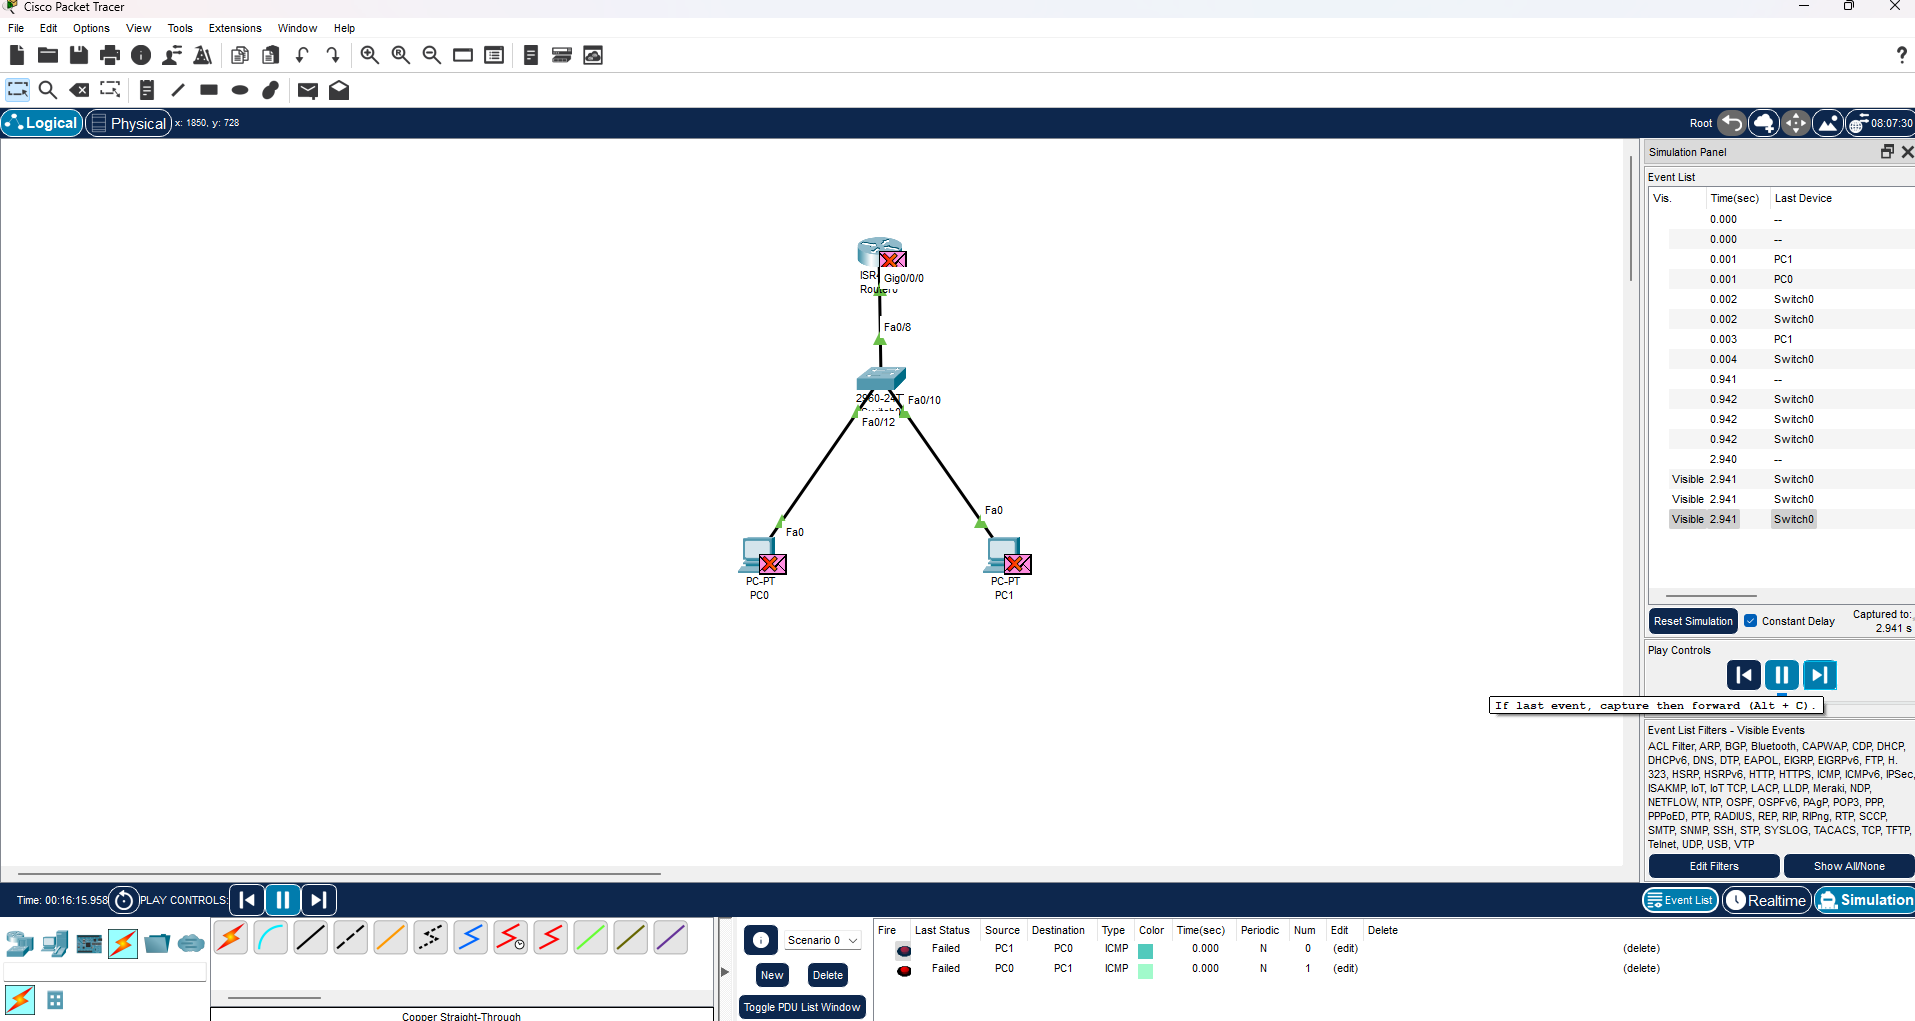 Cisco Packet Tracer
File Edit Options View Tools Extensions Window Help
?
Logical Physical x: 1850, y: 728 Root 08:07:30
Simulation Panel
Event List
Vis. Time(sec) Last Device
0.000 --
0.000 --
0.001 PC1
0.001 PC0
0.002 Switch0
0.002 Switch0
0.003 PC1
0.004 Switch0
0.941 --
0.942 Switch0
0.942 Switch0
0.942 Switch0
2.940 --
Visible 2.941 Switch0
Visible 2.941 Switch0
Visible 2.941 Switch0
Reset Simulation Constant Delay Captured to:
2.941 s
Play Controls
If last event, capture then forward (Alt + C).
Event List Filters - Visible Events
ACL Filter, ARP, BGP, Bluetooth, CAPWAP, CDP, DHCP,
DHCPv6, DNS, DTP, EAPOL, EIGRP, EIGRPv6, FTP, H.
323, HSRP, HSRPv6, HTTP, HTTPS, ICMP, ICMPv6, IPSec,
ISAKMP, IoT, IoT TCP, LACP, LLDP, Meraki, NDP,
NETFLOW, NTP, OSPF, OSPFv6, PAgP, POP3, PPP,
PPPoED, PTP, RADIUS, REP, RIP, RIPng, RTP, SCCP,
SMTP, SNMP, SSH, STP, SYSLOG, TACACS, TCP, TFTP,
Telnet, UDP, USB, VTP
Edit Filters Show All/None
ISR4 Gig0/0/0
Router0
Fa0/8
2960-24T Fa0/10
Switch0
Fa0/12
Fa0
Fa0
PC-PT
PC0
PC-PT
PC1
Time: 00:16:15.958 PLAY CONTROLS: Event List Realtime Simulation
Scenario 0
New Delete
Toggle PDU List Window
Copper Straight-Through
Fire Last Status Source Destination Type Color Time(sec) Periodic Num Edit Delete
Failed PC1 PC0 ICMP 0.000 N 0 (edit) (delete)
Failed PC0 PC1 ICMP 0.000 N 1 (edit) (delete)